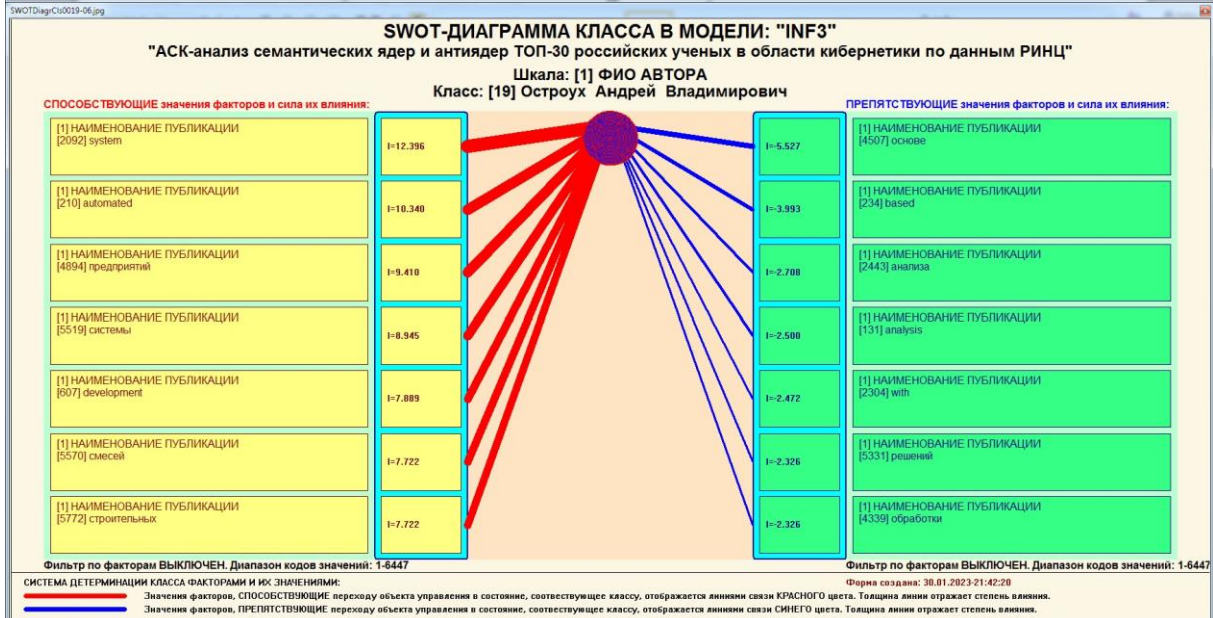 SWOTDiagrCls0019-06.jpg
SWOT-ДИАГРАММА КЛАССА В МОДЕЛИ: "INF3"
"АСК-анализ семантических ядер и антиядер ТОП-30 российских ученых в области кибернетики по данным РИНЦ"
Шкала: [1] ФИО АВТОРА
Класс: [19] Остроух Андрей Владимирович
СПОСОБСТВУЮЩИЕ значения факторов и сила их влияния:
[1] НАИМЕНОВАНИЕ ПУБЛИКАЦИИ
[2092] system
I=12.396
[1] НАИМЕНОВАНИЕ ПУБЛИКАЦИИ
[210] automated
I=10.340
[1] НАИМЕНОВАНИЕ ПУБЛИКАЦИИ
[4894] предприятий
I=9.410
[1] НАИМЕНОВАНИЕ ПУБЛИКАЦИИ
[5519] системы
I=8.945
[1] НАИМЕНОВАНИЕ ПУБЛИКАЦИИ
[607] development
I=7.889
[1] НАИМЕНОВАНИЕ ПУБЛИКАЦИИ
[5570] смесей
I=7.722
[1] НАИМЕНОВАНИЕ ПУБЛИКАЦИИ
[5772] строительных
I=7.722
Фильтр по факторам ВЫКЛЮЧЕН. Диапазон кодов значений: 1-6447
ПРЕПЯТСТВУЮЩИЕ значения факторов и сила их влияния:
I=-5.527
[1] НАИМЕНОВАНИЕ ПУБЛИКАЦИИ
[4507] основе
I=-3.993
[1] НАИМЕНОВАНИЕ ПУБЛИКАЦИИ
[234] based
I=-2.708
[1] НАИМЕНОВАНИЕ ПУБЛИКАЦИИ
[2443] анализа
I=-2.500
[1] НАИМЕНОВАНИЕ ПУБЛИКАЦИИ
[131] analysis
I=-2.472
[1] НАИМЕНОВАНИЕ ПУБЛИКАЦИИ
[2304] with
I=-2.326
[1] НАИМЕНОВАНИЕ ПУБЛИКАЦИИ
[5331] решений
I=-2.326
[1] НАИМЕНОВАНИЕ ПУБЛИКАЦИИ
[4339] обработки
Фильтр по факторам ВЫКЛЮЧЕН. Диапазон кодов значений: 1-6447
СИСТЕМА ДЕТЕРМИНАЦИИ КЛАССА ФАКТОРАМИ И ИХ ЗНАЧЕНИЯМИ:
Форма создана: 30.01.2023-21:42:20
Значения факторов, СПОСОБСТВУЮЩИЕ переходу объекта управления в состояние, соотвествующее классу, отображается линиями связи КРАСНОГО цвета. Толщина линии отражает степень влияния.
Значения факторов, ПРЕПЯТСТВУЮЩИЕ переходу объекта управления в состояние, соотвествующее классу, отображается линиями связи СИНЕГО цвета. Толщина линии отражает степень влияния.